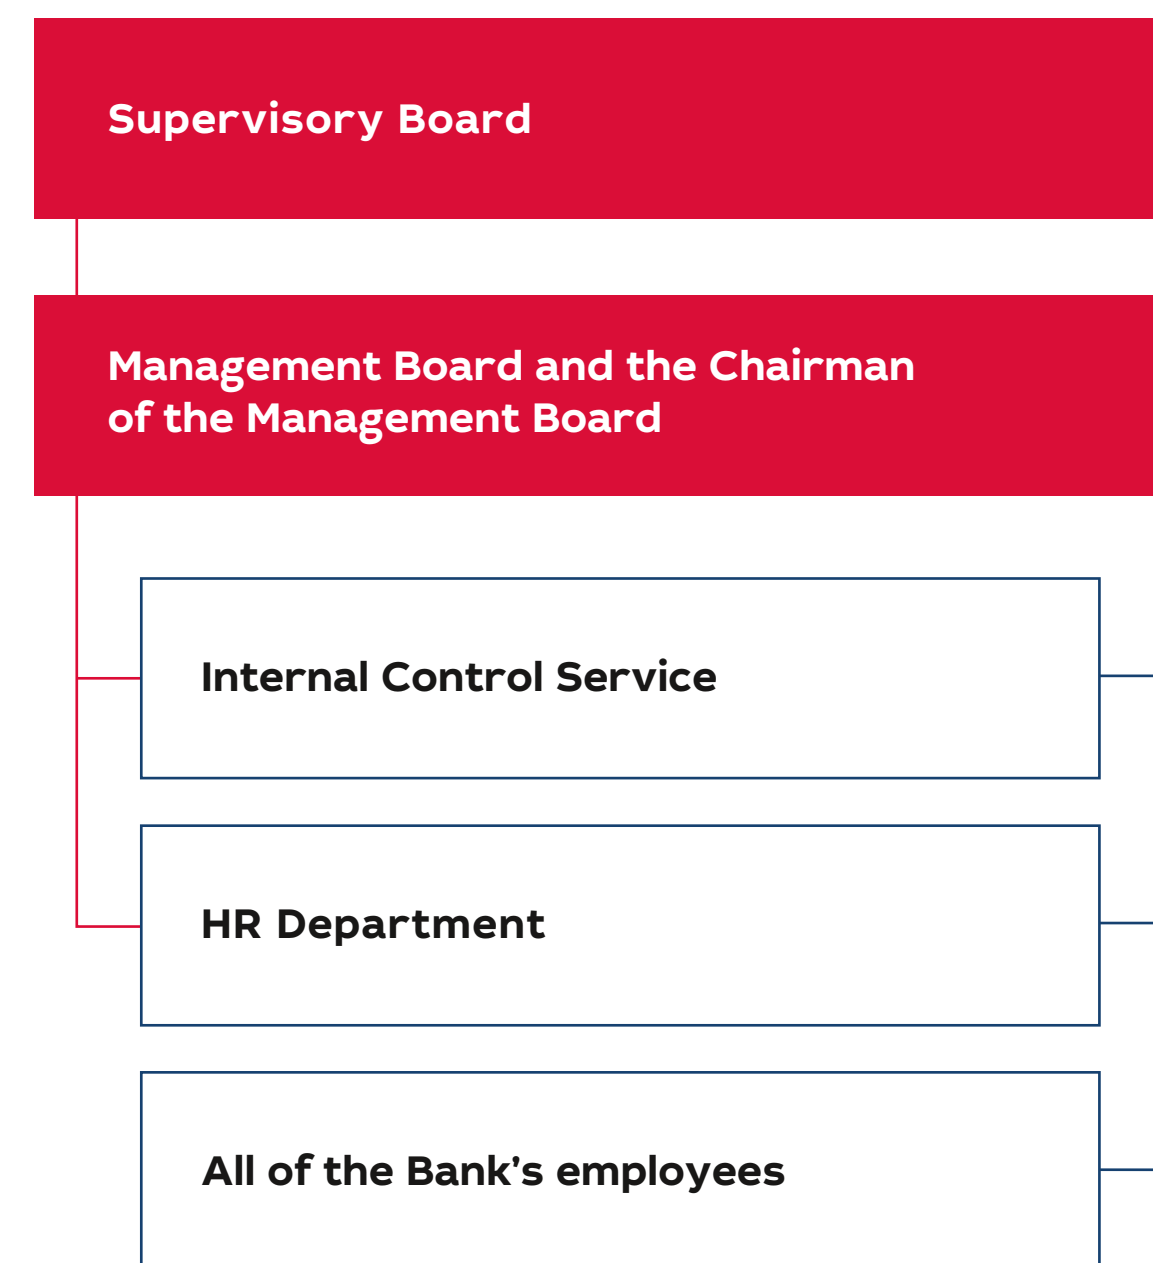 Supervisory Board
Management Board and the Chairman
of the Management Board
Internal Control Service
HR Department
All of the Bank’s employees